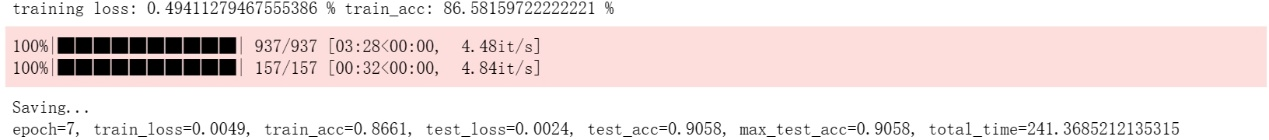 training loss: 0.49411279467555386 % train_acc: 86.58159722222221 %
100%|██████████| 937/937 [03:28<00:00,  4.48it/s]
100%|██████████| 157/157 [00:32<00:00,  4.84it/s]
Saving...
epoch=7, train_loss=0.0049, train_acc=0.8661, test_loss=0.0024, test_acc=0.9058, max_test_acc=0.9058, total_time=241.3685212135315